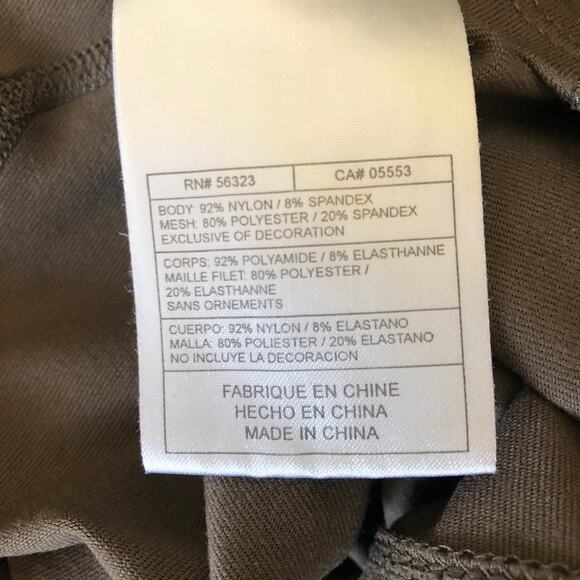 RN# 56323 CA# 05553
BODY: 92% NYLON / 8% SPANDEX
MESH: 80% POLYESTER / 20% SPANDEX
EXCLUSIVE OF DECORATION
CORPS: 92% POLYAMIDE / 8% ELASTHANNE
MAILLE FILET: 80% POLYESTER /
20% ELASTHANNE
SANS ORNEMENTS
CUERPO: 92% NYLON / 8% ELASTANO
MALLA: 80% POLIESTER / 20% ELASTANO
NO INCLUYE LA DECORACION
FABRIQUE EN CHINE
HECHO EN CHINA
MADE IN CHINA